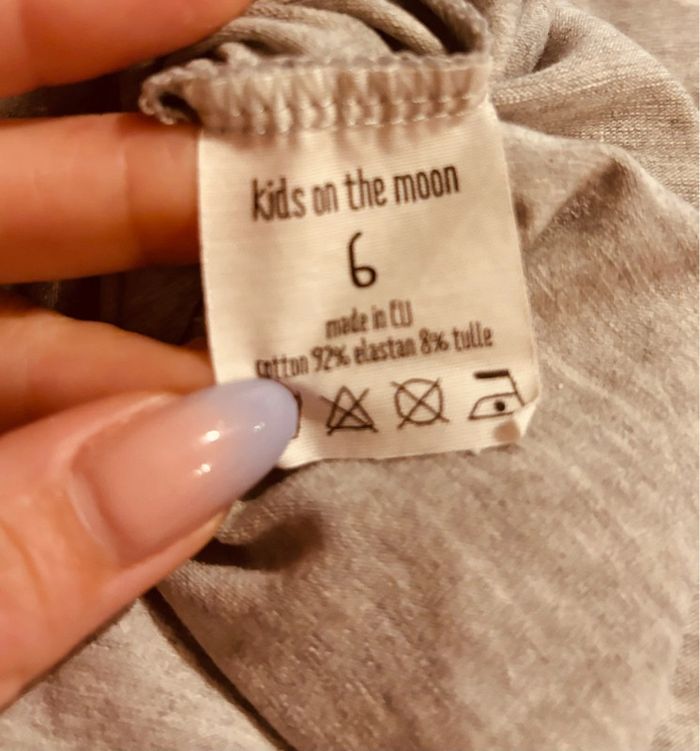 kids on the moon
6
made in EU
cotton 92% elastan 8% tulle